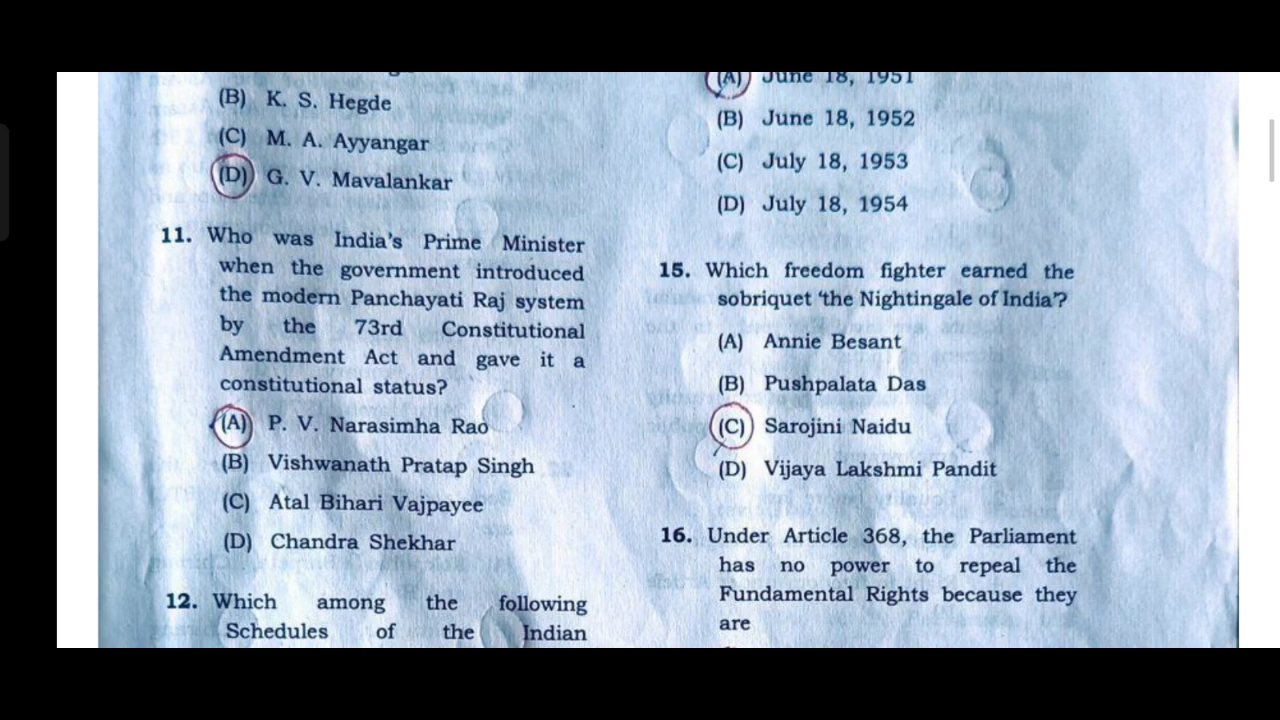 (B) K. S. Hegde
(C) M. A. Ayyangar
(D) G. V. Mavalankar
11. Who was India's Prime Minister
when the government introduced
the modern Panchayati Raj system
by the 73rd Constitutional
Amendment Act and gave it a
constitutional status?
(A) P. V. Narasimha Rao
(B) Vishwanath Pratap Singh
(C) Atal Bihari Vajpayee
(D) Chandra Shekhar
12. Which among the following
Schedules of the Indian
(A) June 18, 1951
(B) June 18, 1952
(C) July 18, 1953
(D) July 18, 1954
15. Which freedom fighter earned the
sobriquet 'the Nightingale of India'?
(A) Annie Besant
(B) Pushpalata Das
(C) Sarojini Naidu
(D) Vijaya Lakshmi Pandit
16. Under Article 368, the Parliament
has no power to repeal the
Fundamental Rights because they
are